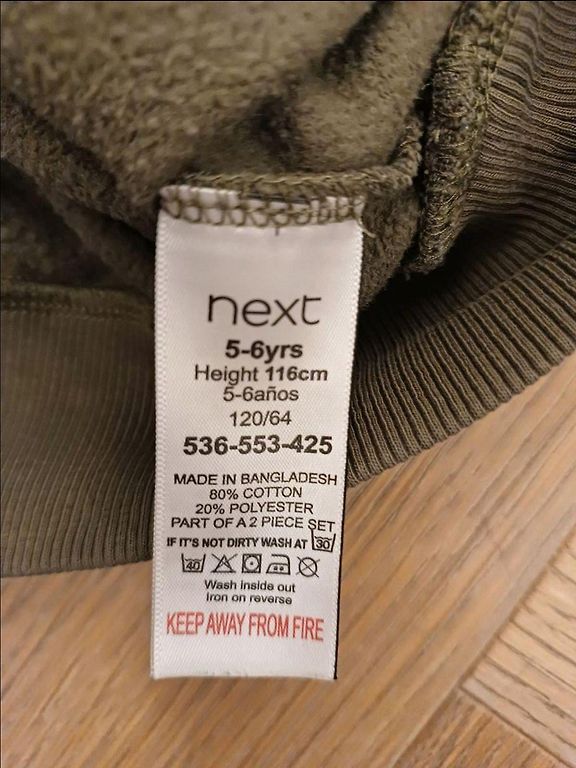 next
5-6yrs
Height 116cm
5-6años
120/64
536-553-425
MADE IN BANGLADESH
80% COTTON
20% POLYESTER
PART OF A 2 PIECE SET
IF IT'S NOT DIRTY WASH AT 30
40
Wash inside out
Iron on reverse
KEEP AWAY FROM FIRE